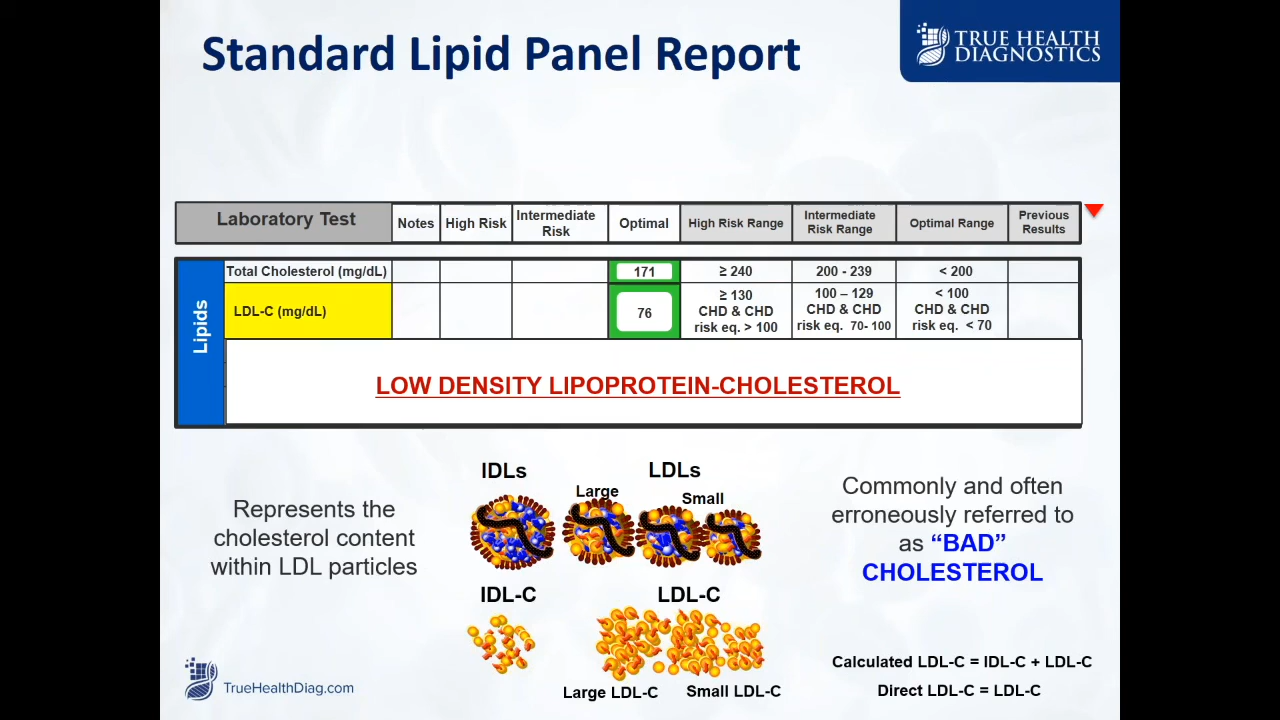 Standard Lipid Panel Report
TRUE HEALTH
DIAGNOSTICS
Laboratory Test
Notes
High Risk
Intermediate
Risk
Optimal
High Risk Range
Intermediate
Risk Range
Optimal Range
Previous
Results
Lipids
Total Cholesterol (mg/dL)
171
≥ 240
200 - 239
< 200
LDL-C (mg/dL)
76
≥ 130
CHD & CHD
risk eq. > 100
100 – 129
CHD & CHD
risk eq. 70- 100
< 100
CHD & CHD
risk eq. < 70
LOW DENSITY LIPOPROTEIN-CHOLESTEROL
Represents the
cholesterol content
within LDL particles
IDLs
LDLs
Large
Small
IDL-C
LDL-C
Large LDL-C
Small LDL-C
Commonly and often
erroneously referred to
as “BAD”
CHOLESTEROL
Calculated LDL-C = IDL-C + LDL-C
Direct LDL-C = LDL-C
TrueHealthDiag.com